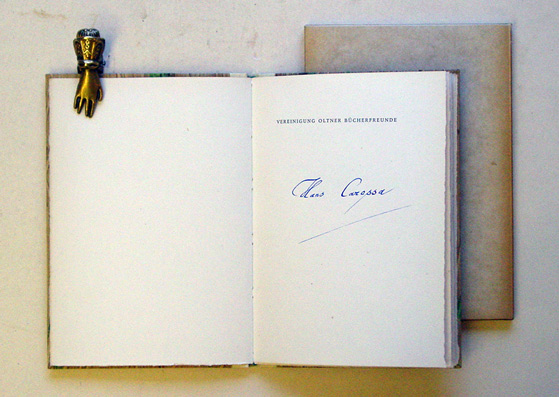 VEREINIGUNG OLTNER BÜCHERFREUNDE
Hans Carossa